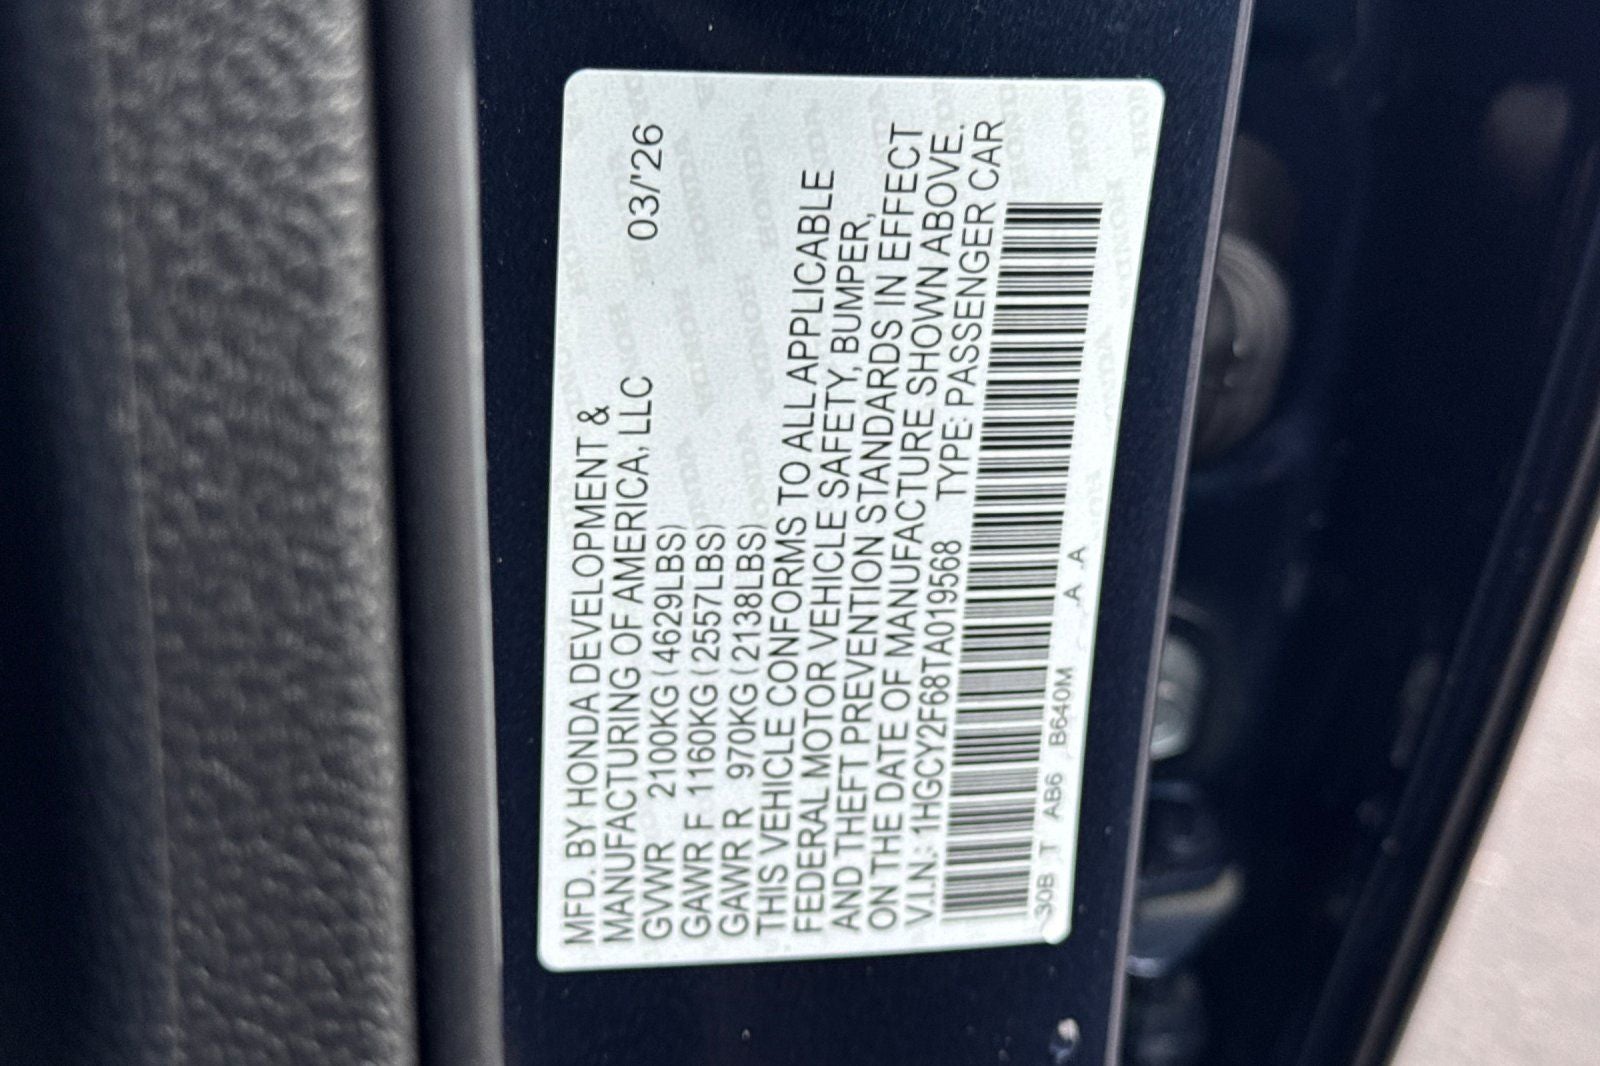 MFD. BY HONDA DEVELOPMENT &
MANUFACTURING OF AMERICA, LLC 03/'26
GVWR 2100KG (4629LBS)
GAWR F 1160KG (2557LBS)
GAWR R 970KG (2138LBS)
THIS VEHICLE CONFORMS TO ALL APPLICABLE
FEDERAL MOTOR VEHICLE SAFETY, BUMPER,
AND THEFT PREVENTION STANDARDS IN EFFECT
ON THE DATE OF MANUFACTURE SHOWN ABOVE.
V.I.N.: 1HGCY2F68TA019568 TYPE: PASSENGER CAR
30B T AB6 B640M A A